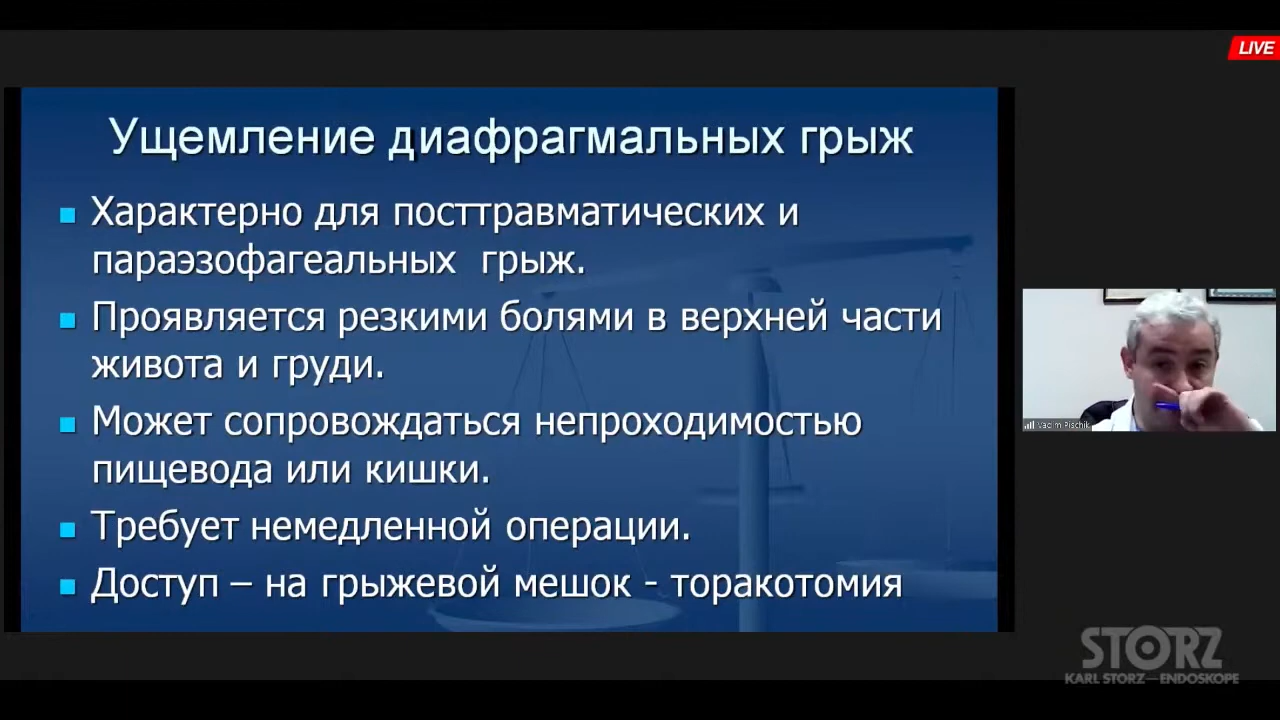 LIVE
Ущемление диафрагмальных грыж
Характерно для посттравматических и
параэзофагеальных грыж.
Проявляется резкими болями в верхней части
живота и груди.
Может сопровождаться непроходимостью
пищевода или кишки.
Требует немедленной операции.
Доступ – на грыжевой мешок - торакотомия
Vadim Pischik
STORZ
KARL STORZ—ENDOSKOPE